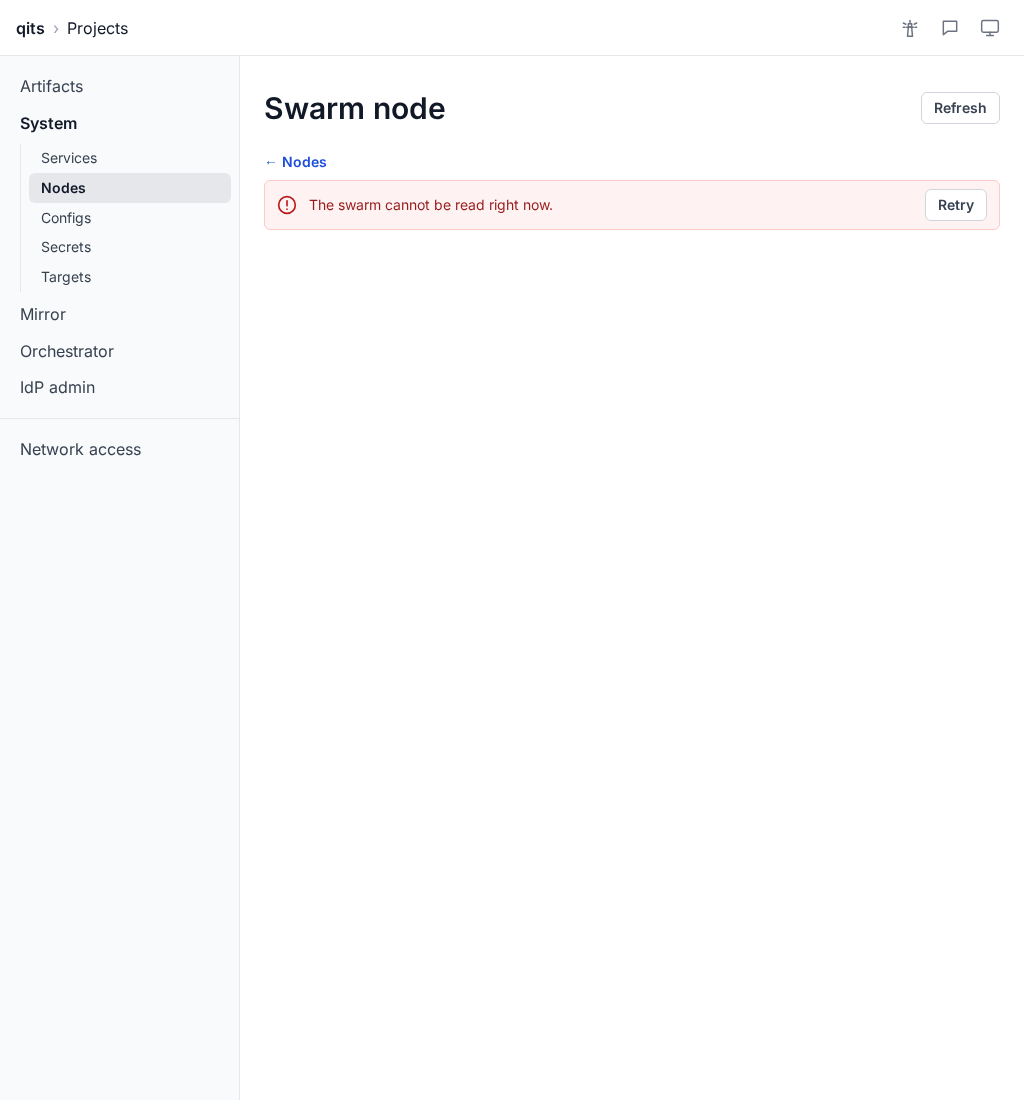 qits › Projects
Artifacts
System
Services
Nodes
Configs
Secrets
Targets
Mirror
Orchestrator
IdP admin
Network access
Swarm node
Refresh
← Nodes
The swarm cannot be read right now.
Retry